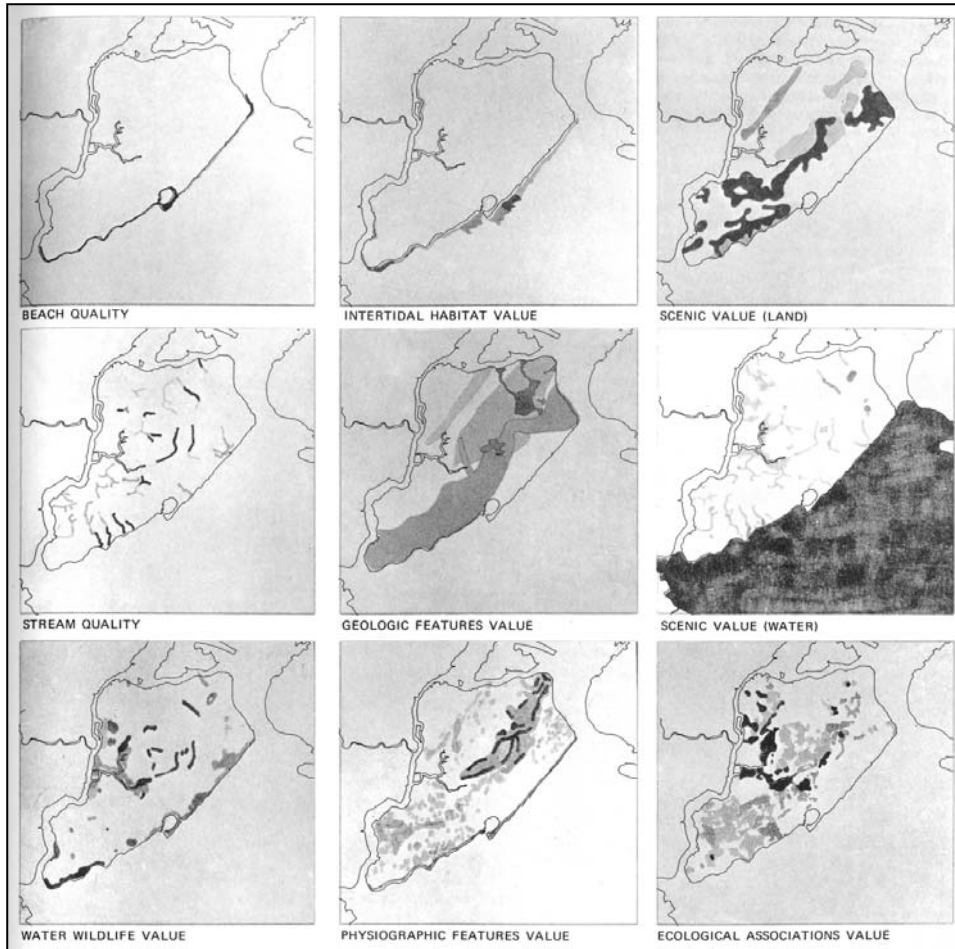 BEACH QUALITY
INTERTIDAL HABITAT VALUE
SCENIC VALUE (LAND)
STREAM QUALITY
GEOLOGIC FEATURES VALUE
SCENIC VALUE (WATER)
WATER WILDLIFE VALUE
PHYSIOGRAPHIC FEATURES VALUE
ECOLOGICAL ASSOCIATIONS VALUE